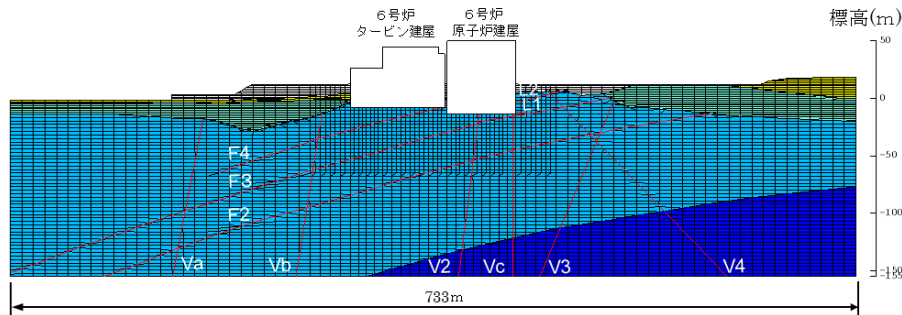 6号炉
タービン建屋
6号炉
原子炉建屋
標高(m)
50
0
-50
-100
-150
-155
L2
L1
F4
F3
F2
Va
Vb
V2
Vc
V3
V4
733m